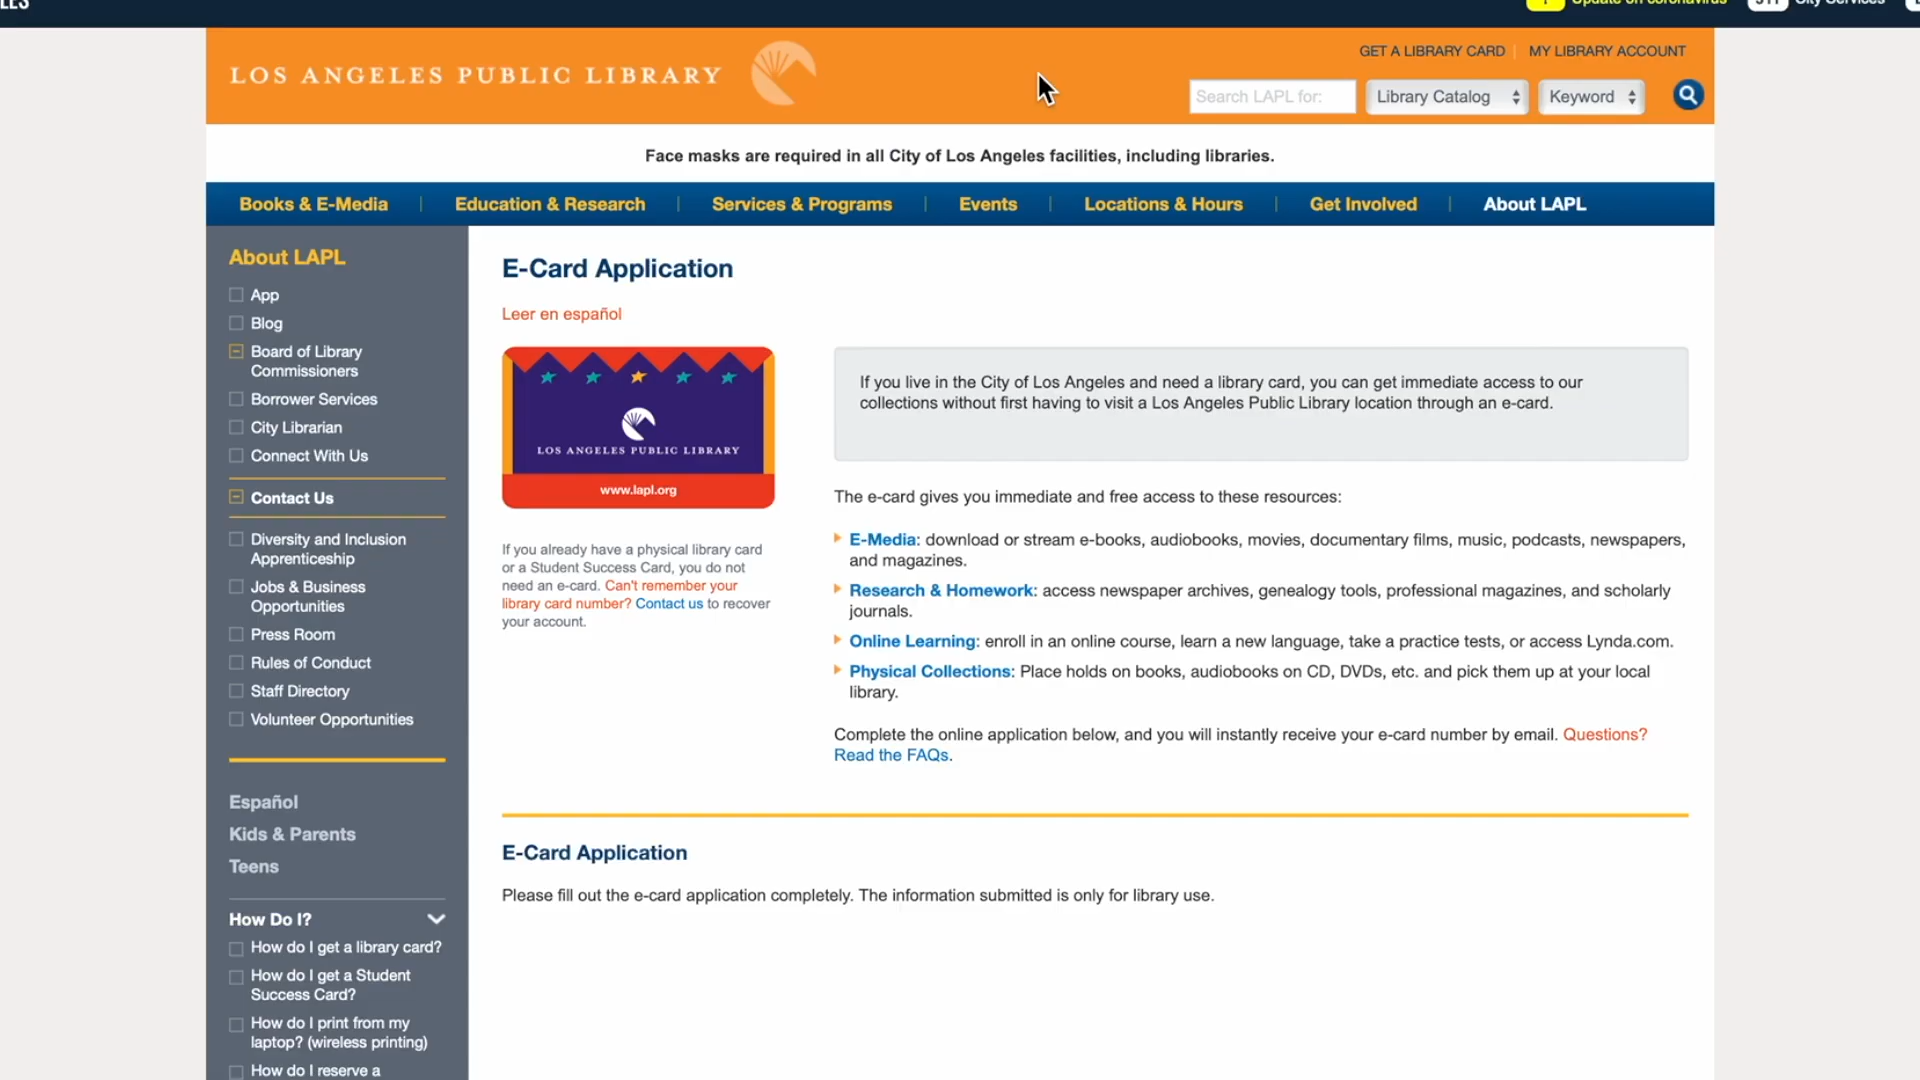 LES
Update on coronavirus
311 City Services
LOS ANGELES PUBLIC LIBRARY
GET A LIBRARY CARD | MY LIBRARY ACCOUNT
Search LAPL for:
Library Catalog
Keyword
Face masks are required in all City of Los Angeles facilities, including libraries.
Books & E-Media | Education & Research | Services & Programs | Events | Locations & Hours | Get Involved | About LAPL
About LAPL
App
Blog
Board of Library
Commissioners
Borrower Services
City Librarian
Connect With Us
Contact Us
Diversity and Inclusion
Apprenticeship
Jobs & Business
Opportunities
Press Room
Rules of Conduct
Staff Directory
Volunteer Opportunities
Español
Kids & Parents
Teens
How Do I?
How do I get a library card?
How do I get a Student
Success Card?
How do I print from my
laptop? (wireless printing)
How do I reserve a
E-Card Application
Leer en español
LOS ANGELES PUBLIC LIBRARY
www.lapl.org
If you already have a physical library card
or a Student Success Card, you do not
need an e-card. Can't remember your
library card number? Contact us to recover
your account.
If you live in the City of Los Angeles and need a library card, you can get immediate access to our
collections without first having to visit a Los Angeles Public Library location through an e-card.
The e-card gives you immediate and free access to these resources:
E-Media: download or stream e-books, audiobooks, movies, documentary films, music, podcasts, newspapers,
and magazines.
Research & Homework: access newspaper archives, genealogy tools, professional magazines, and scholarly
journals.
Online Learning: enroll in an online course, learn a new language, take a practice tests, or access Lynda.com.
Physical Collections: Place holds on books, audiobooks on CD, DVDs, etc. and pick them up at your local
library.
Complete the online application below, and you will instantly receive your e-card number by email. Questions?
Read the FAQs.
E-Card Application
Please fill out the e-card application completely. The information submitted is only for library use.